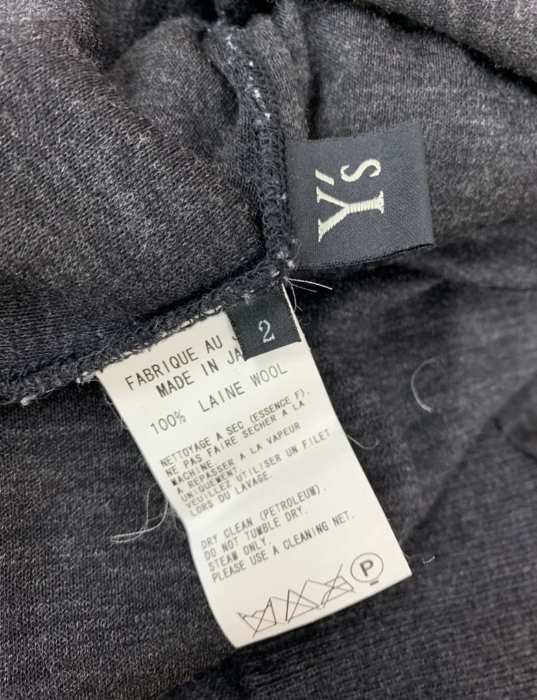 Y's
2
FABRIQUE AU J
MADE IN JA
100% LAINE WOOL
NETTOYAGE A SEC (ESSENCE F).
NE PAS FAIRE SECHER A LA
MACHINE.
A REPASSER A LA VAPEUR
UNIQUEMENT.
VEUILLEZ UTILISER UN FILET
LORS DU LAVAGE.
DRY CLEAN (PETROLEUM).
DO NOT TUMBLE DRY.
STEAM ONLY.
PLEASE USE A CLEANING NET.
P